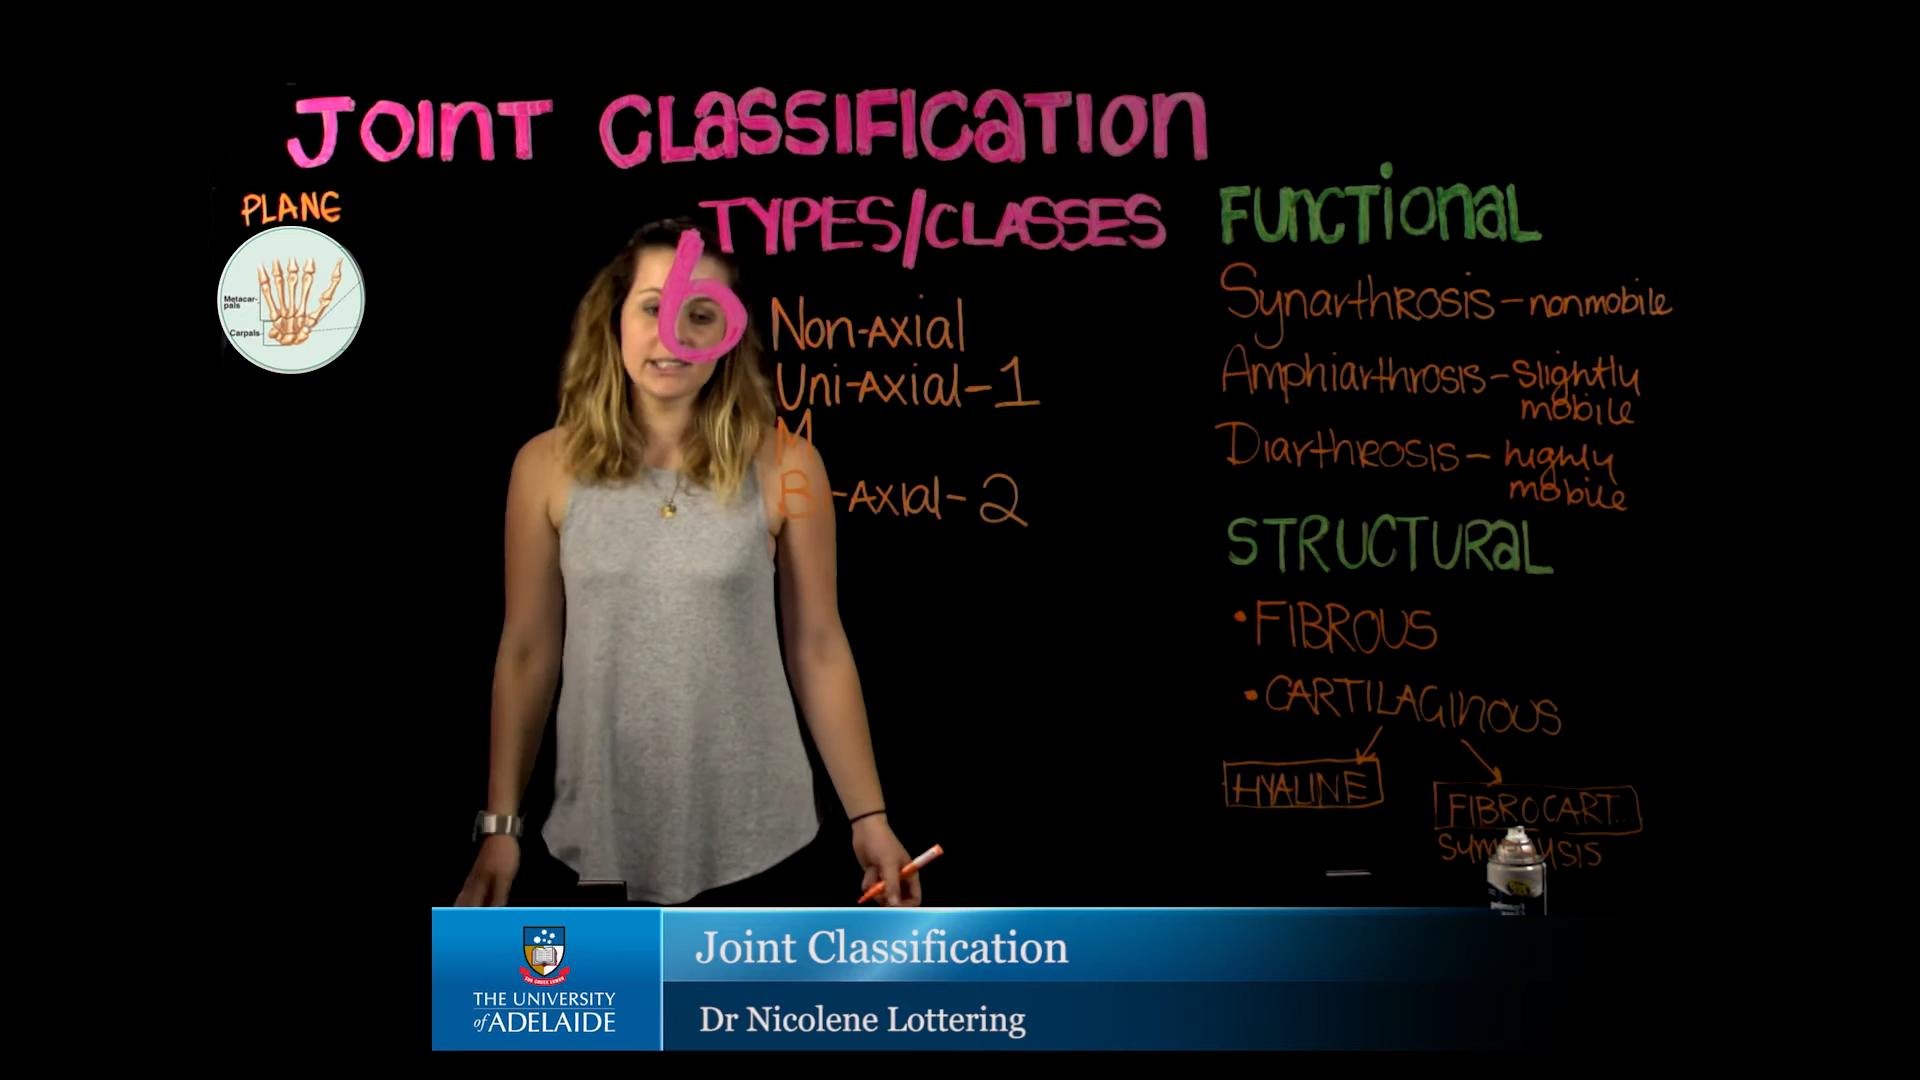 JOINT CLASSIFICATION
PLANE
Metacar-
pals
Carpals
6 TYPES/CLASSES
Non-Axial
Uni-Axial-1
M
B -Axial-2
FUNCTIONAL
Synarthrosis-nonmobile
Amphiarthrosis-slightly
mobile
Diarthrosis-highly
mobile
STRUCTURAL
• FIBROUS
• CARTILAGINOUS
HYALINE
FIBROCART...
THE UNIVERSITY
of ADELAIDE
Joint Classification
Dr Nicolene Lottering